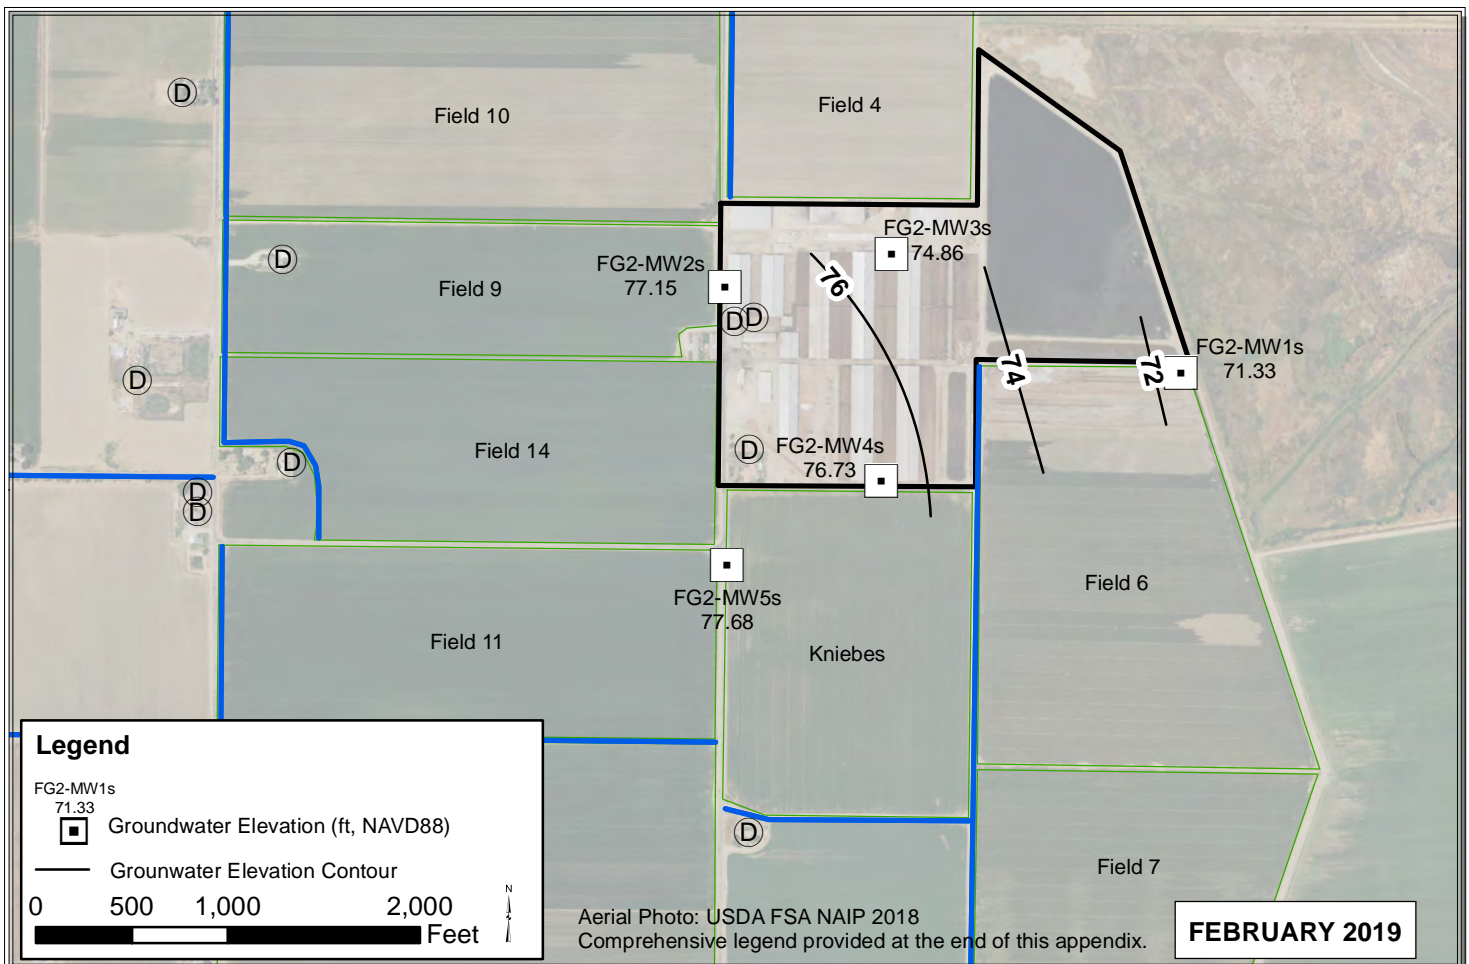 D
Field 10
Field 4
D
Field 9
FG2-MW2s
77.15
FG2-MW3s
74.86
76
D D
D
FG2-MW1s
71.33
74
72
Field 14
D
D
FG2-MW4s
76.73
D
D
FG2-MW5s
77.68
Field 11
Kniebes
Field 6
D
Field 7
Legend
FG2-MW1s
71.33
Groundwater Elevation (ft, NAVD88)
Grounwater Elevation Contour
0 500 1,000 2,000
Feet
N
Aerial Photo: USDA FSA NAIP 2018
Comprehensive legend provided at the end of this appendix.
FEBRUARY 2019